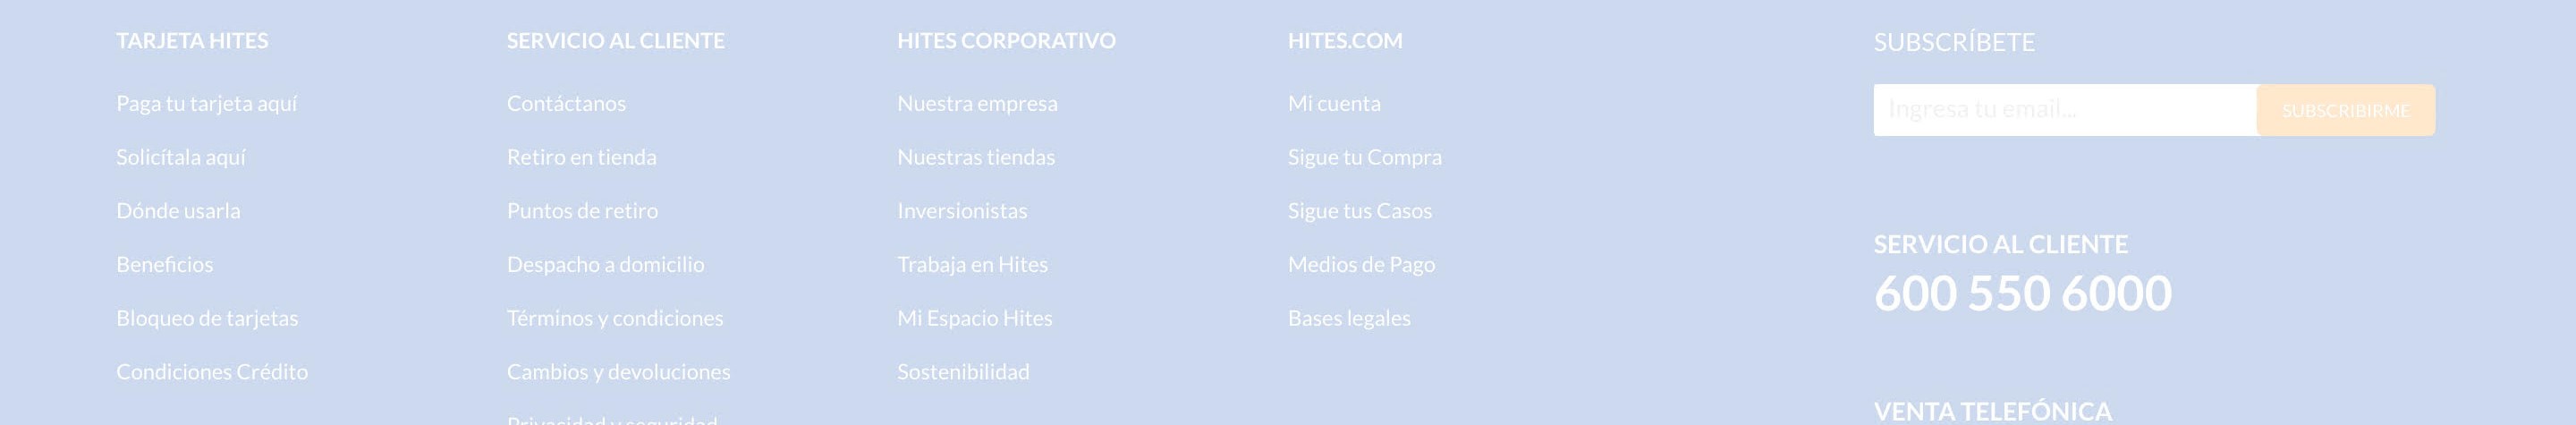 TARJETA HITES
Paga tu tarjeta aquí
Solicítala aquí
Dónde usarla
Beneficios
Bloqueo de tarjetas
Condiciones Crédito
SERVICIO AL CLIENTE
Contáctanos
Retiro en tienda
Puntos de retiro
Despacho a domicilio
Términos y condiciones
Cambios y devoluciones
Privacidad y seguridad
HITES CORPORATIVO
Nuestra empresa
Nuestras tiendas
Inversionistas
Trabaja en Hites
Mi Espacio Hites
Sostenibilidad
HITES.COM
Mi cuenta
Sigue tu Compra
Sigue tus Casos
Medios de Pago
Bases legales
SUBSCRÍBETE
Ingresa tu email...
SUBSCRIBIRME
SERVICIO AL CLIENTE
600 550 6000
VENTA TELEFÓNICA